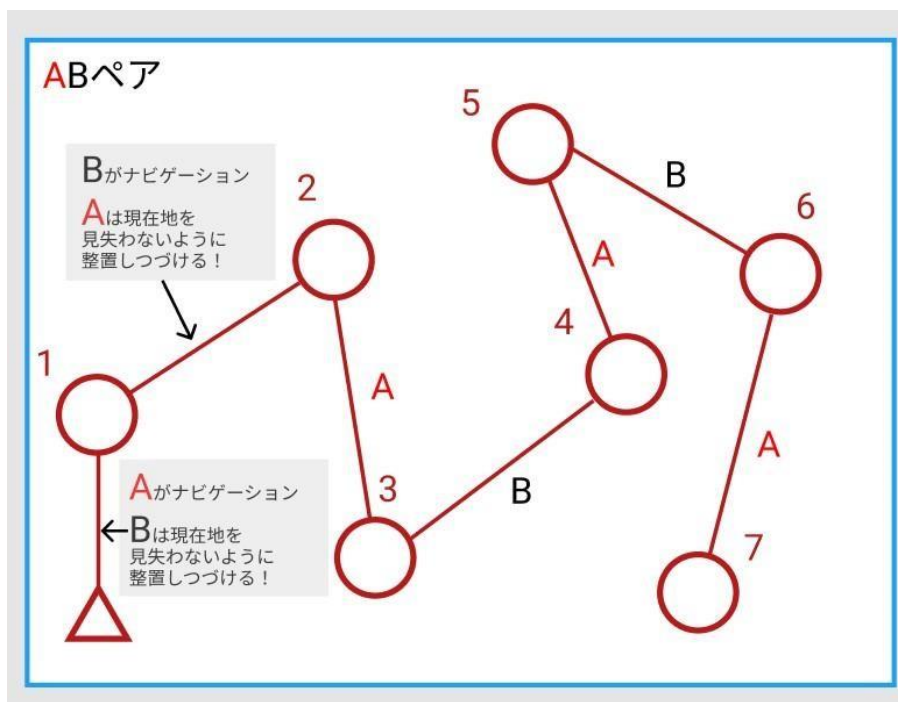 ABペア
Bがナビゲーション
Aは現在地を
見失わないように
整置しつづける！
1
2
A
3
Aがナビゲーション
Bは現在地を
見失わないように
整置しつづける！
B
4
A
5
B
6
A
7